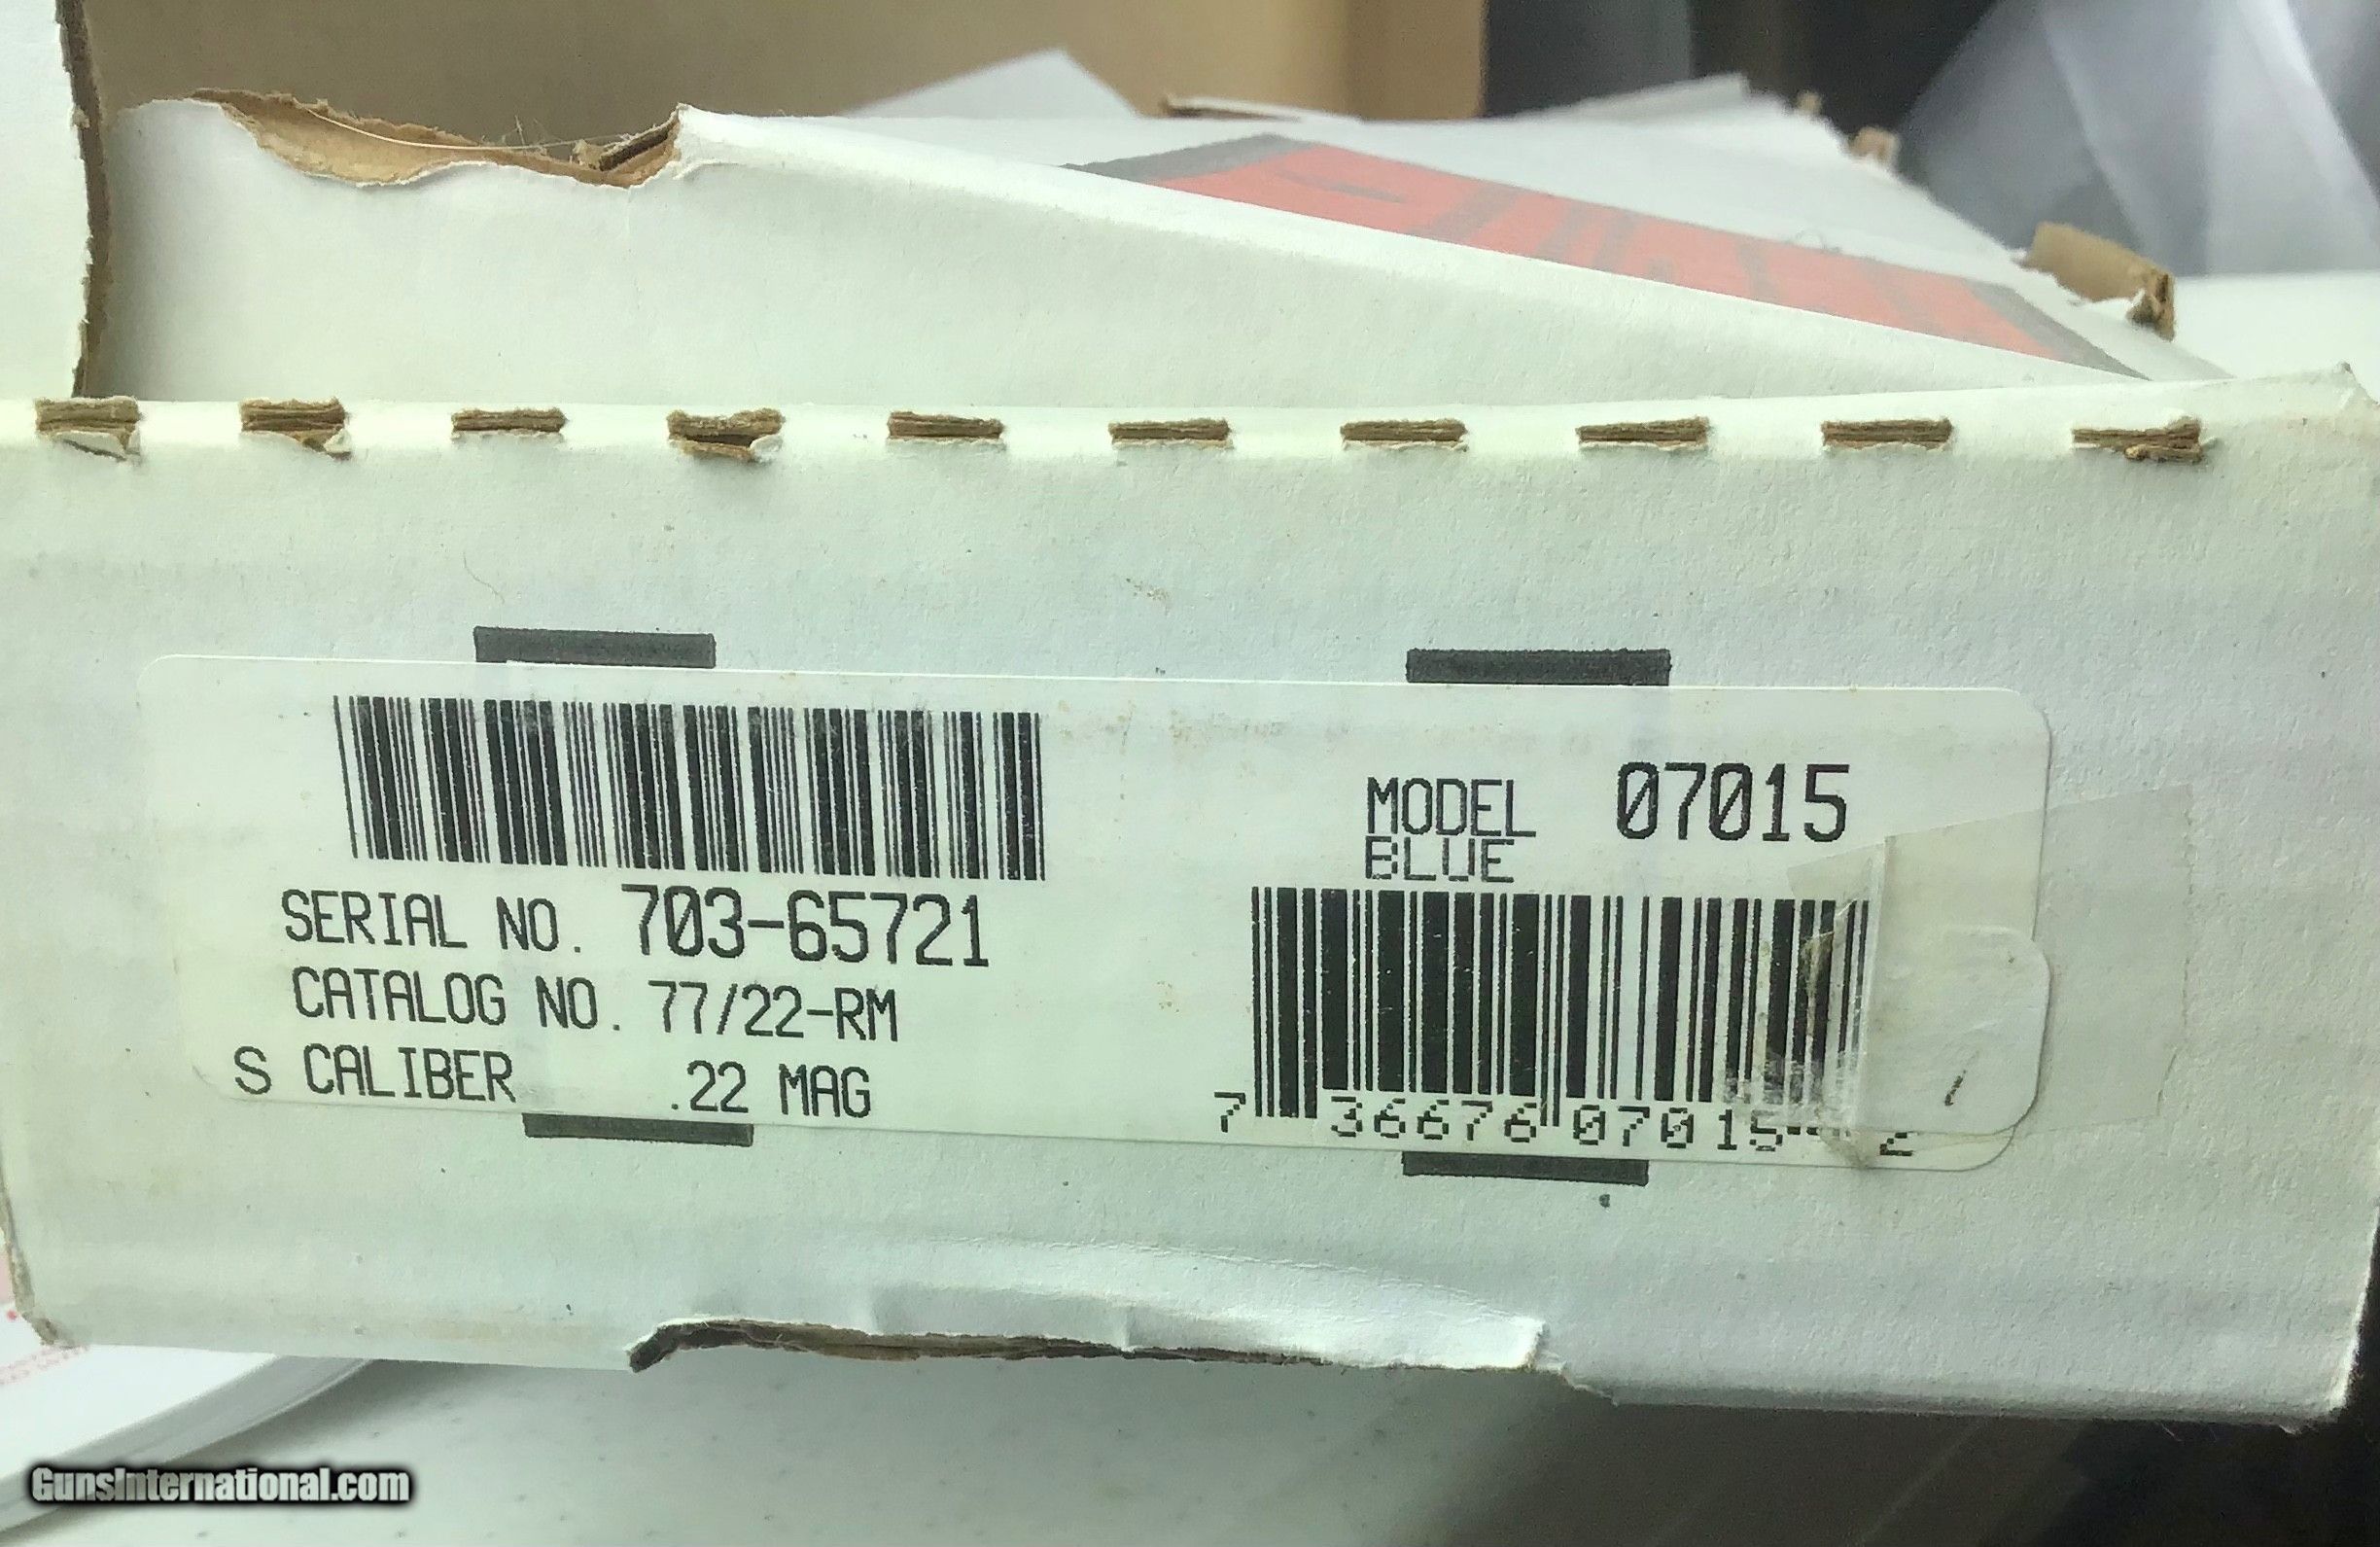 SERIAL NO. 703-65721
CATALOG NO. 77/22-RM
S CALIBER .22 MAG
MODEL 07015
BLUE
7 36676 07015 2
GunsInternational.com